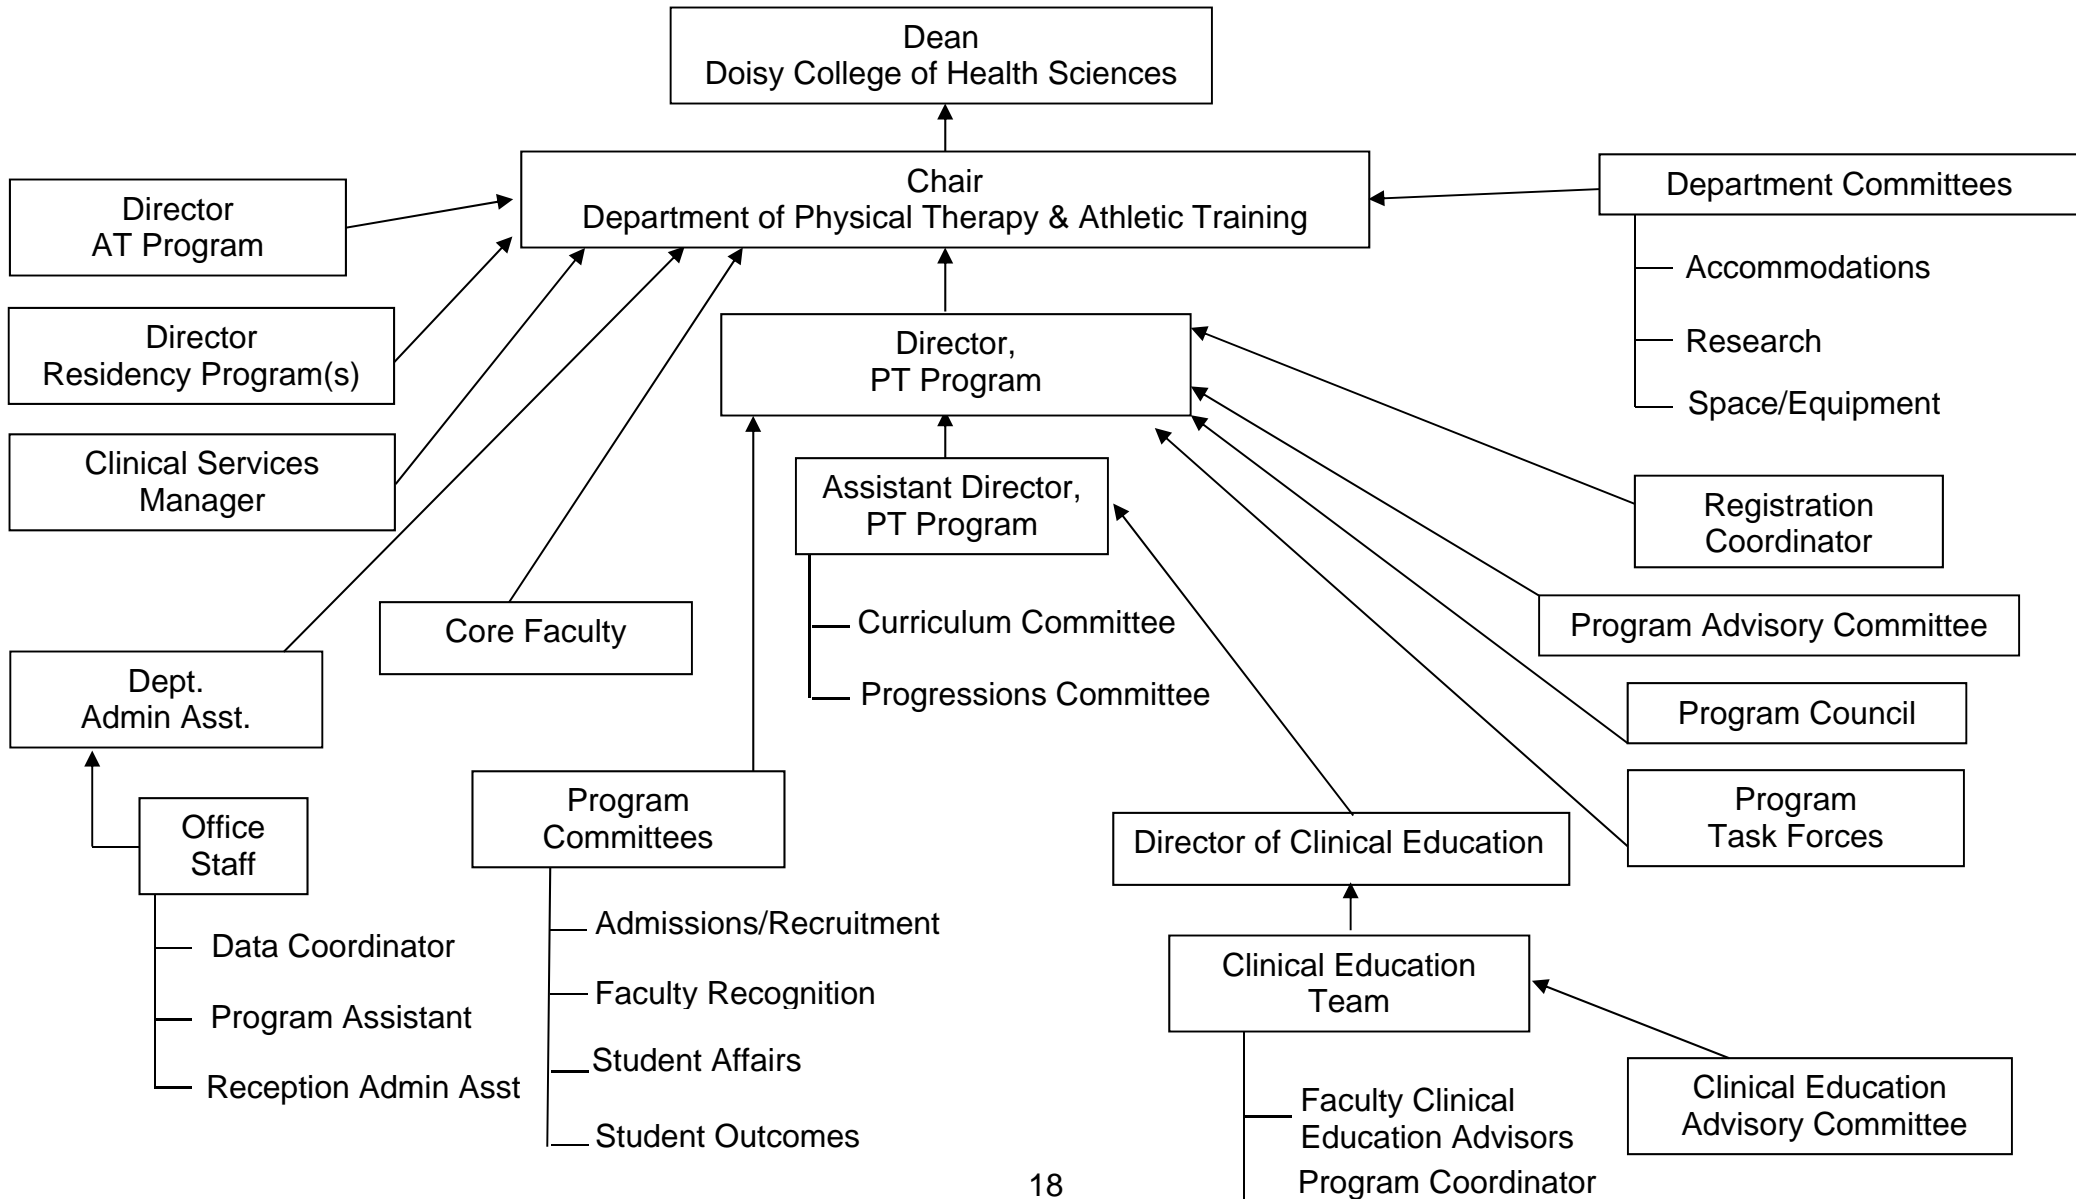 Dean
Doisy College of Health Sciences
Chair
Department of Physical Therapy & Athletic Training
Department Committees
Accommodations
Research
Space/Equipment
Director
AT Program
Director
Residency Program(s)
Clinical Services
Manager
Director,
PT Program
Assistant Director,
PT Program
Curriculum Committee
Progressions Committee
Registration
Coordinator
Program Advisory Committee
Program Council
Program
Task Forces
Core Faculty
Dept.
Admin Asst.
Office
Staff
Data Coordinator
Program Assistant
Reception Admin Asst
Program
Committees
Admissions/Recruitment
Faculty Recognition
Student Affairs
Student Outcomes
Director of Clinical Education
Clinical Education
Team
Faculty Clinical
Education Advisors
Program Coordinator
Clinical Education
Advisory Committee
18